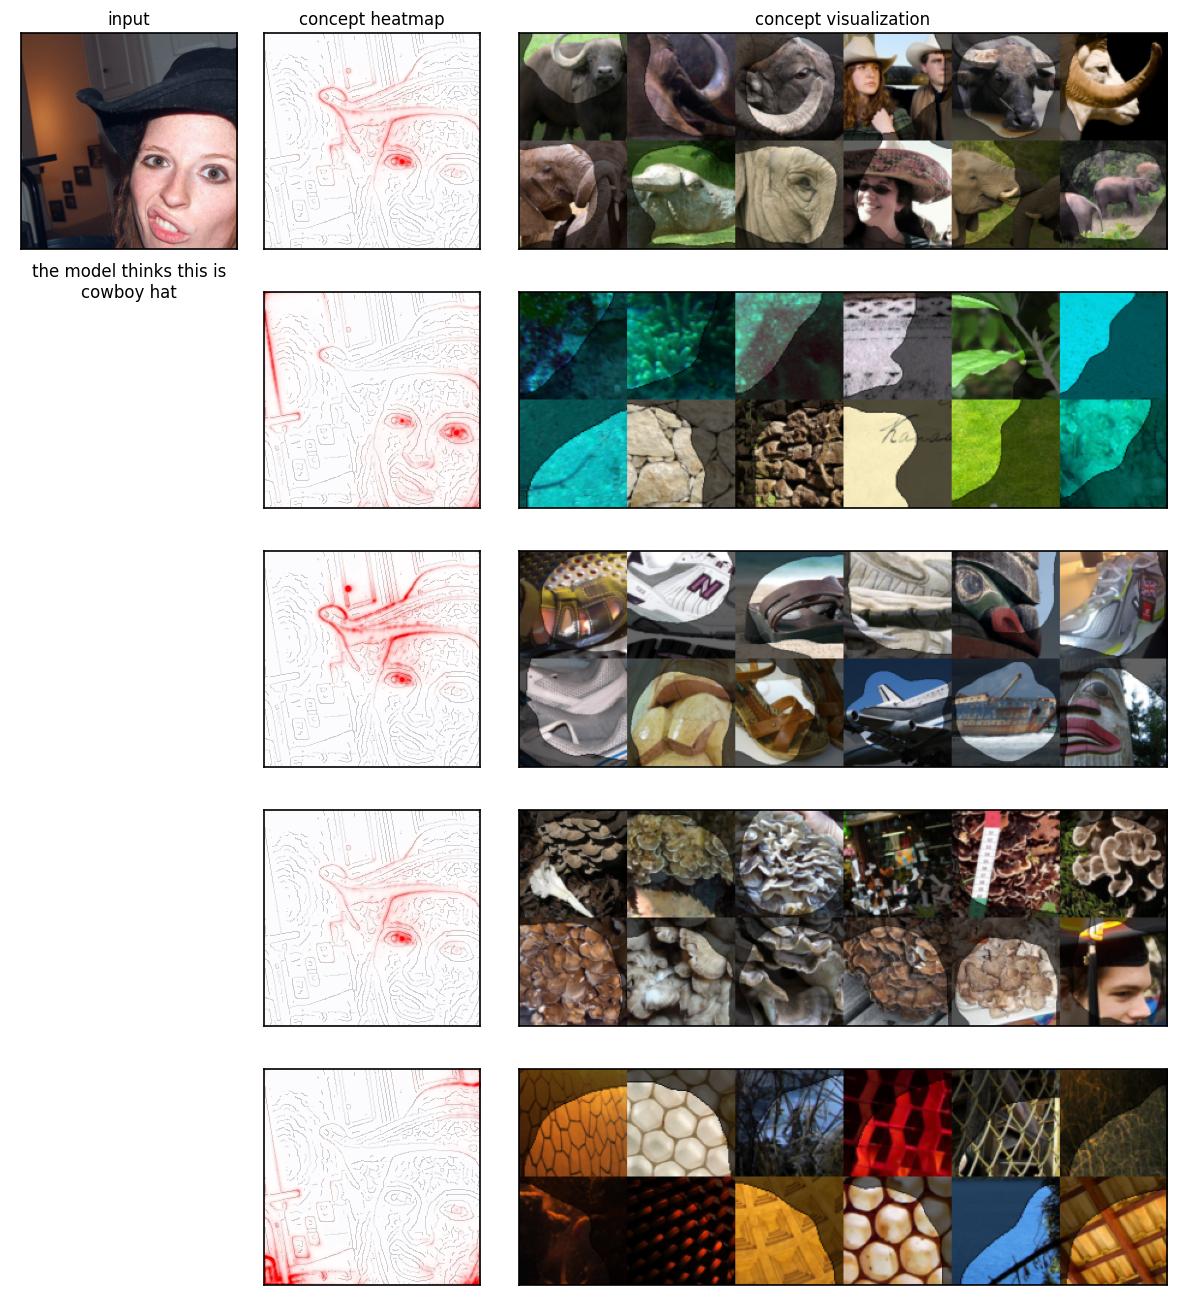 input
concept heatmap
concept visualization
the model thinks this is
cowboy hat
N